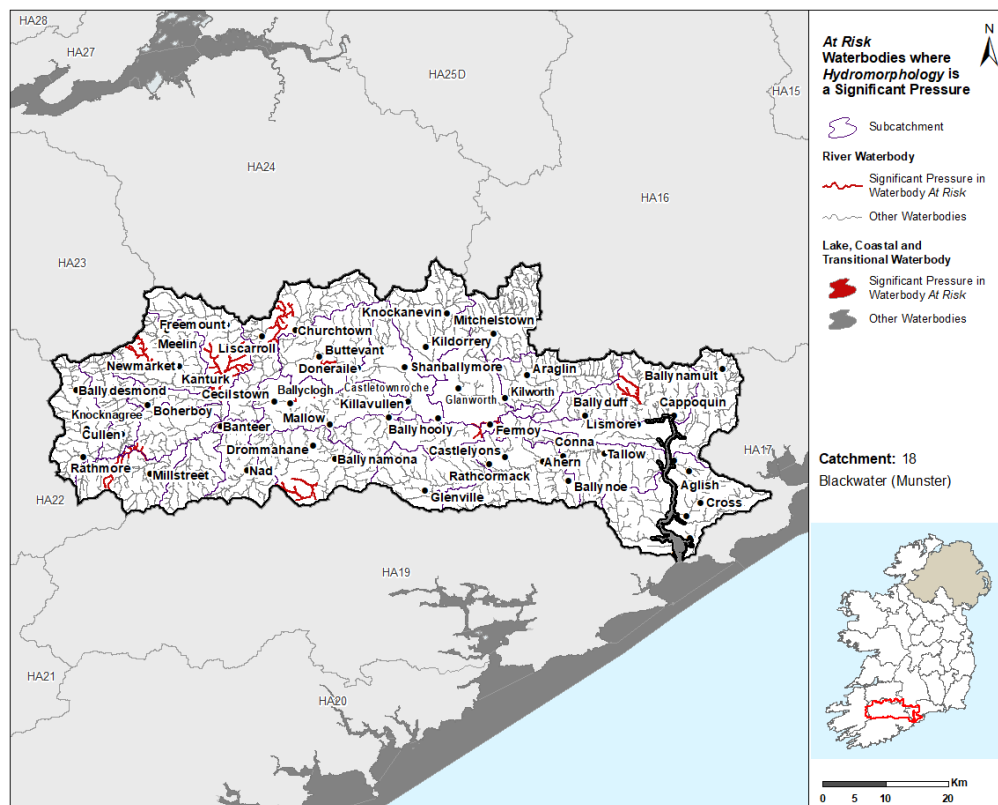 HA28
HA27
HA25D
HA15
HA24
HA16
HA23
HA17
HA22
HA19
HA21
HA20
Knockanevin
Mitchelstown
Freemount
Churchtown
Meelin
Liscarroll
Buttevant
Kildorrery
Newmarket
Doneraile
Shanballymore
Araglin
Ballynamult
Kanturk
Ballydesmond
Cecilstown
Ballyclogh
Castletownroche
Glanworth
Kilworth
Ballyduff
Cappoquin
Knocknagree
Boherboy
Killavullen
Mallow
Ballyhooly
Fermoy
Lismore
Cullen
Banteer
Conna
Drommahane
Castlelyons
Tallow
Rathmore
Millstreet
Nad
Ballynamona
Rathcormack
Ahern
Aglish
Ballynoe
Glenville
Cross
N
At Risk
Waterbodies where
Hydromorphology is
a Significant Pressure
Subcatchment
River Waterbody
Significant Pressure in
Waterbody At Risk
Other Waterbodies
Lake, Coastal and
Transitional Waterbody
Significant Pressure in
Waterbody At Risk
Other Waterbodies
Catchment: 18
Blackwater (Munster)
Km
0 5 10 20